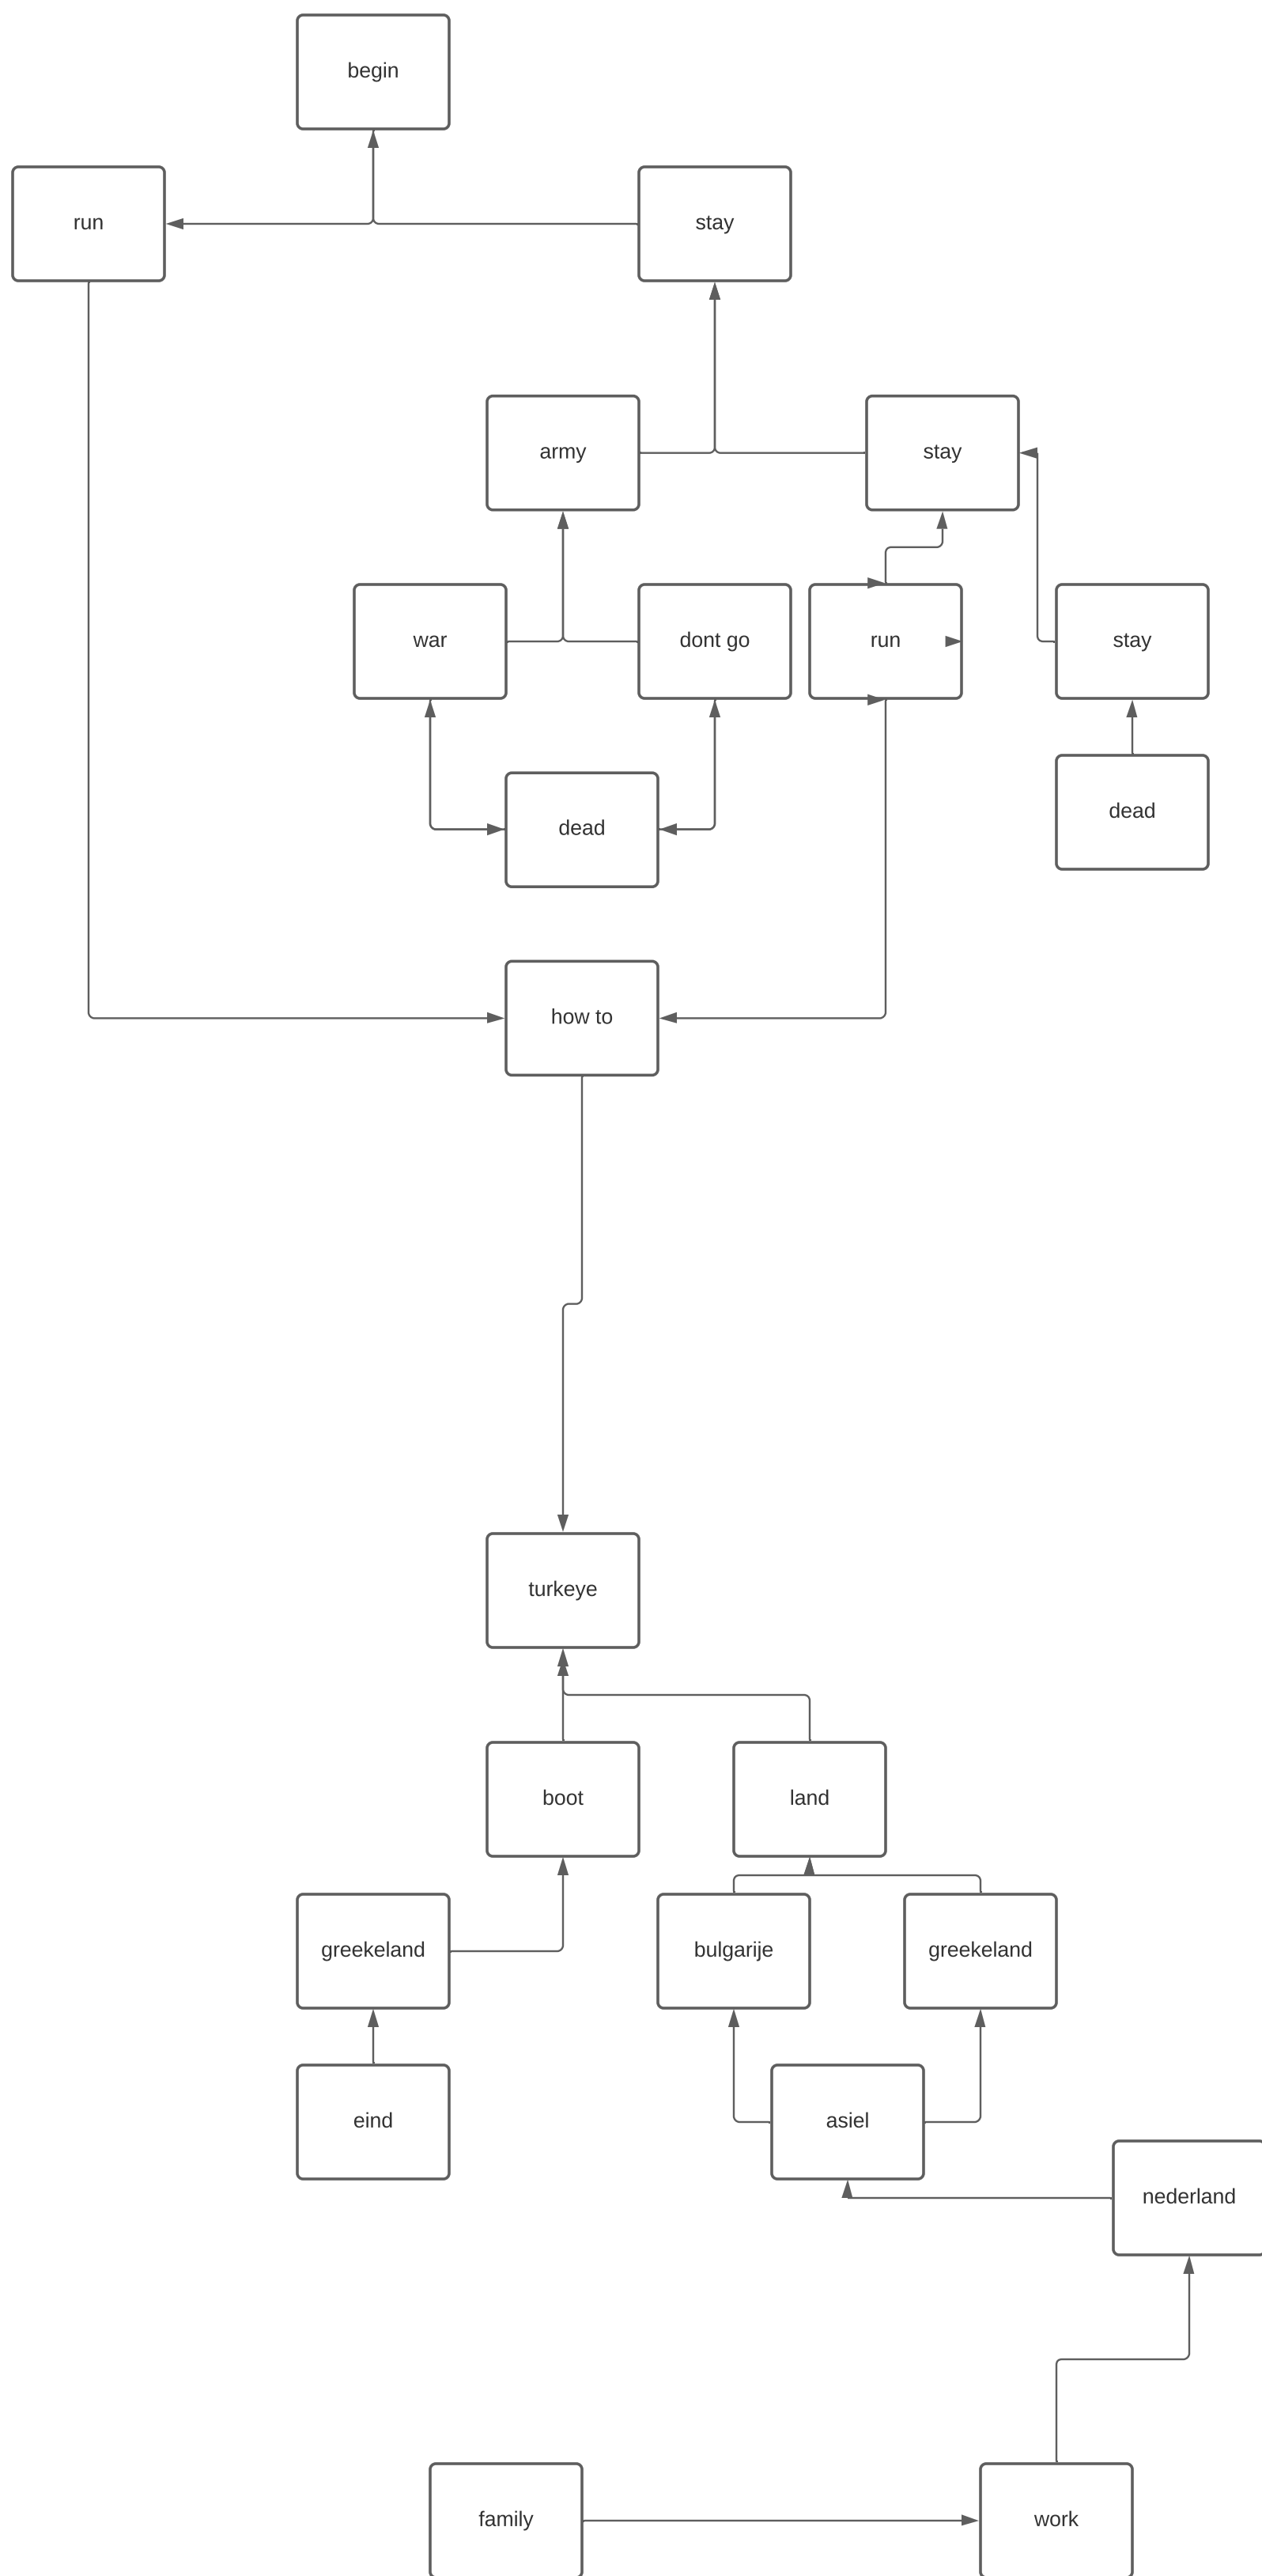 begin
run
stay
army
stay
war
dont go
run
stay
dead
dead
how to
turkeye
boot
land
greekeland
bulgarije
greekeland
eind
asiel
nederland
family
work